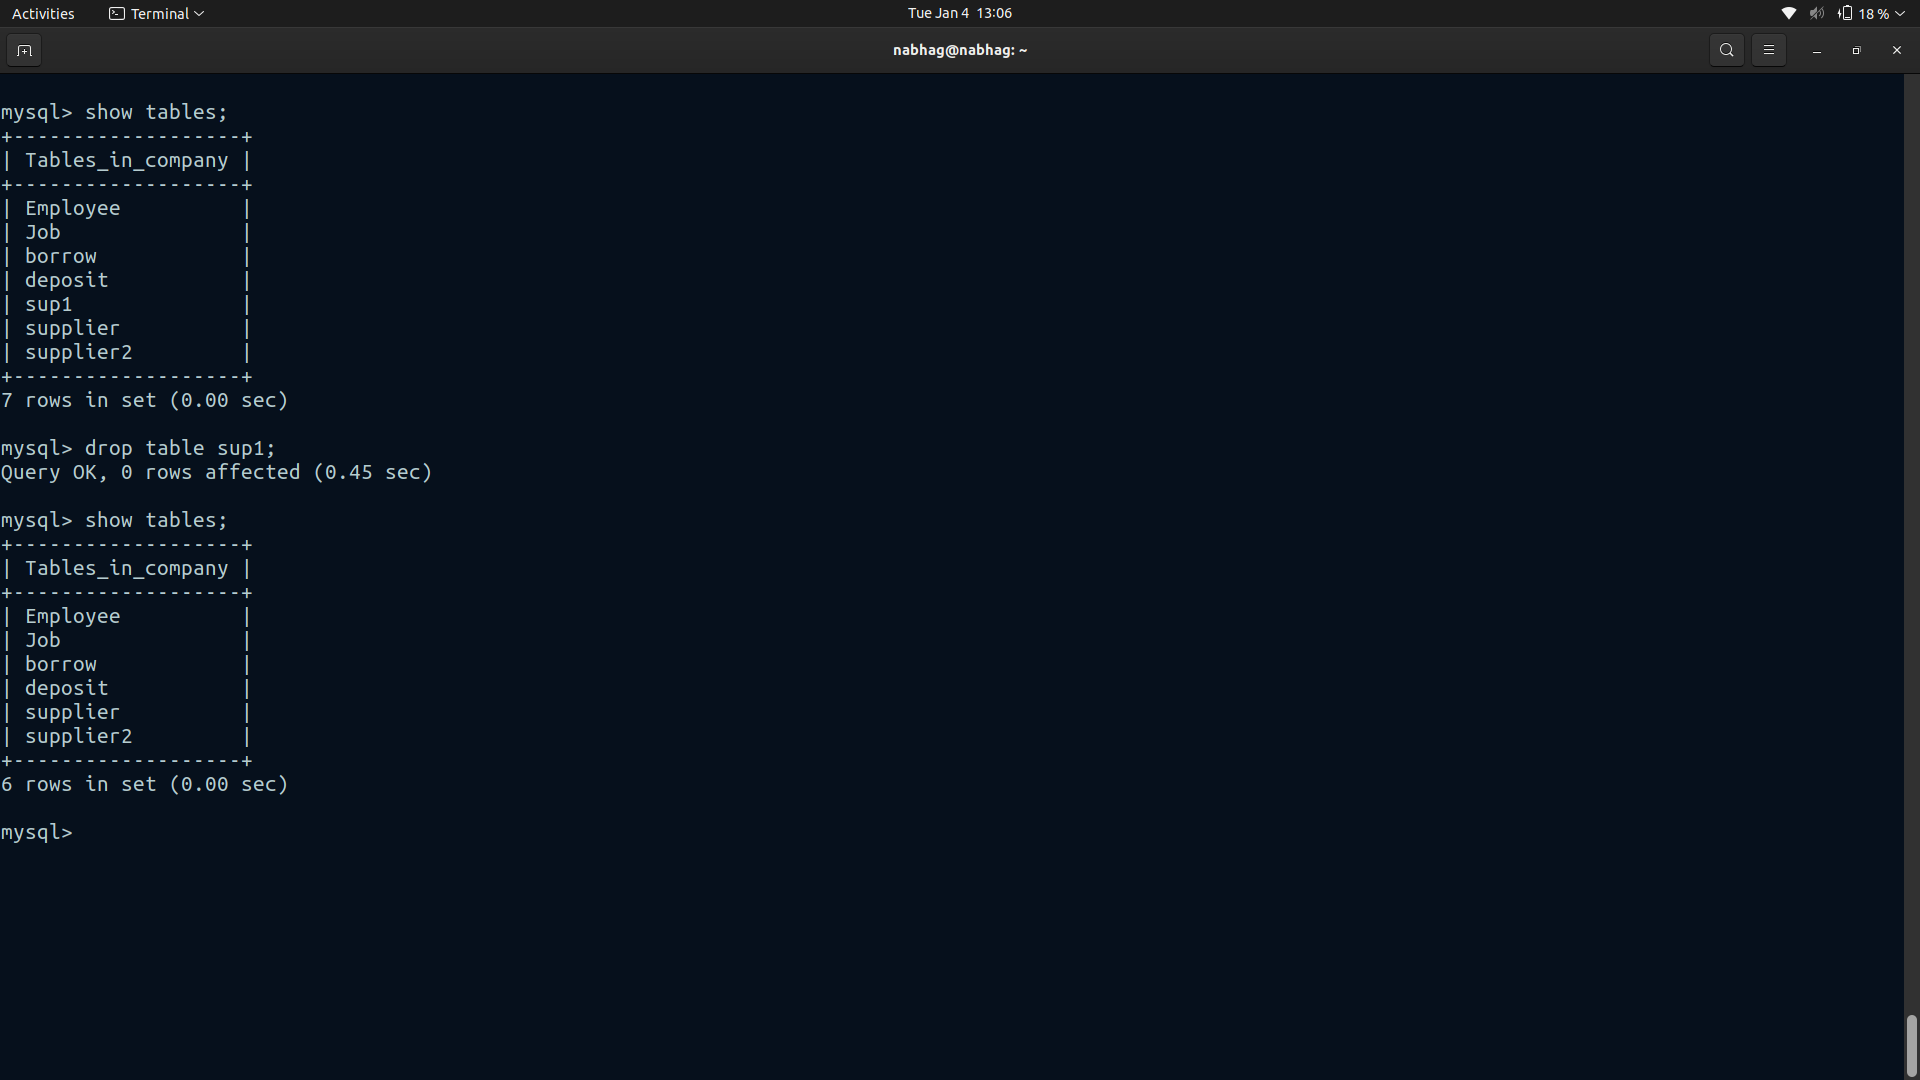 Activities Terminal Tue Jan 4 13:06 18 %
nabhag@nabhag: ~
mysql> show tables;
+-------------------+
| Tables_in_company |
+-------------------+
| Employee          |
| Job               |
| borrow            |
| deposit           |
| sup1              |
| supplier          |
| supplier2         |
+-------------------+
7 rows in set (0.00 sec)
mysql> drop table sup1;
Query OK, 0 rows affected (0.45 sec)
mysql> show tables;
+-------------------+
| Tables_in_company |
+-------------------+
| Employee          |
| Job               |
| borrow            |
| deposit           |
| supplier          |
| supplier2         |
+-------------------+
6 rows in set (0.00 sec)
mysql>